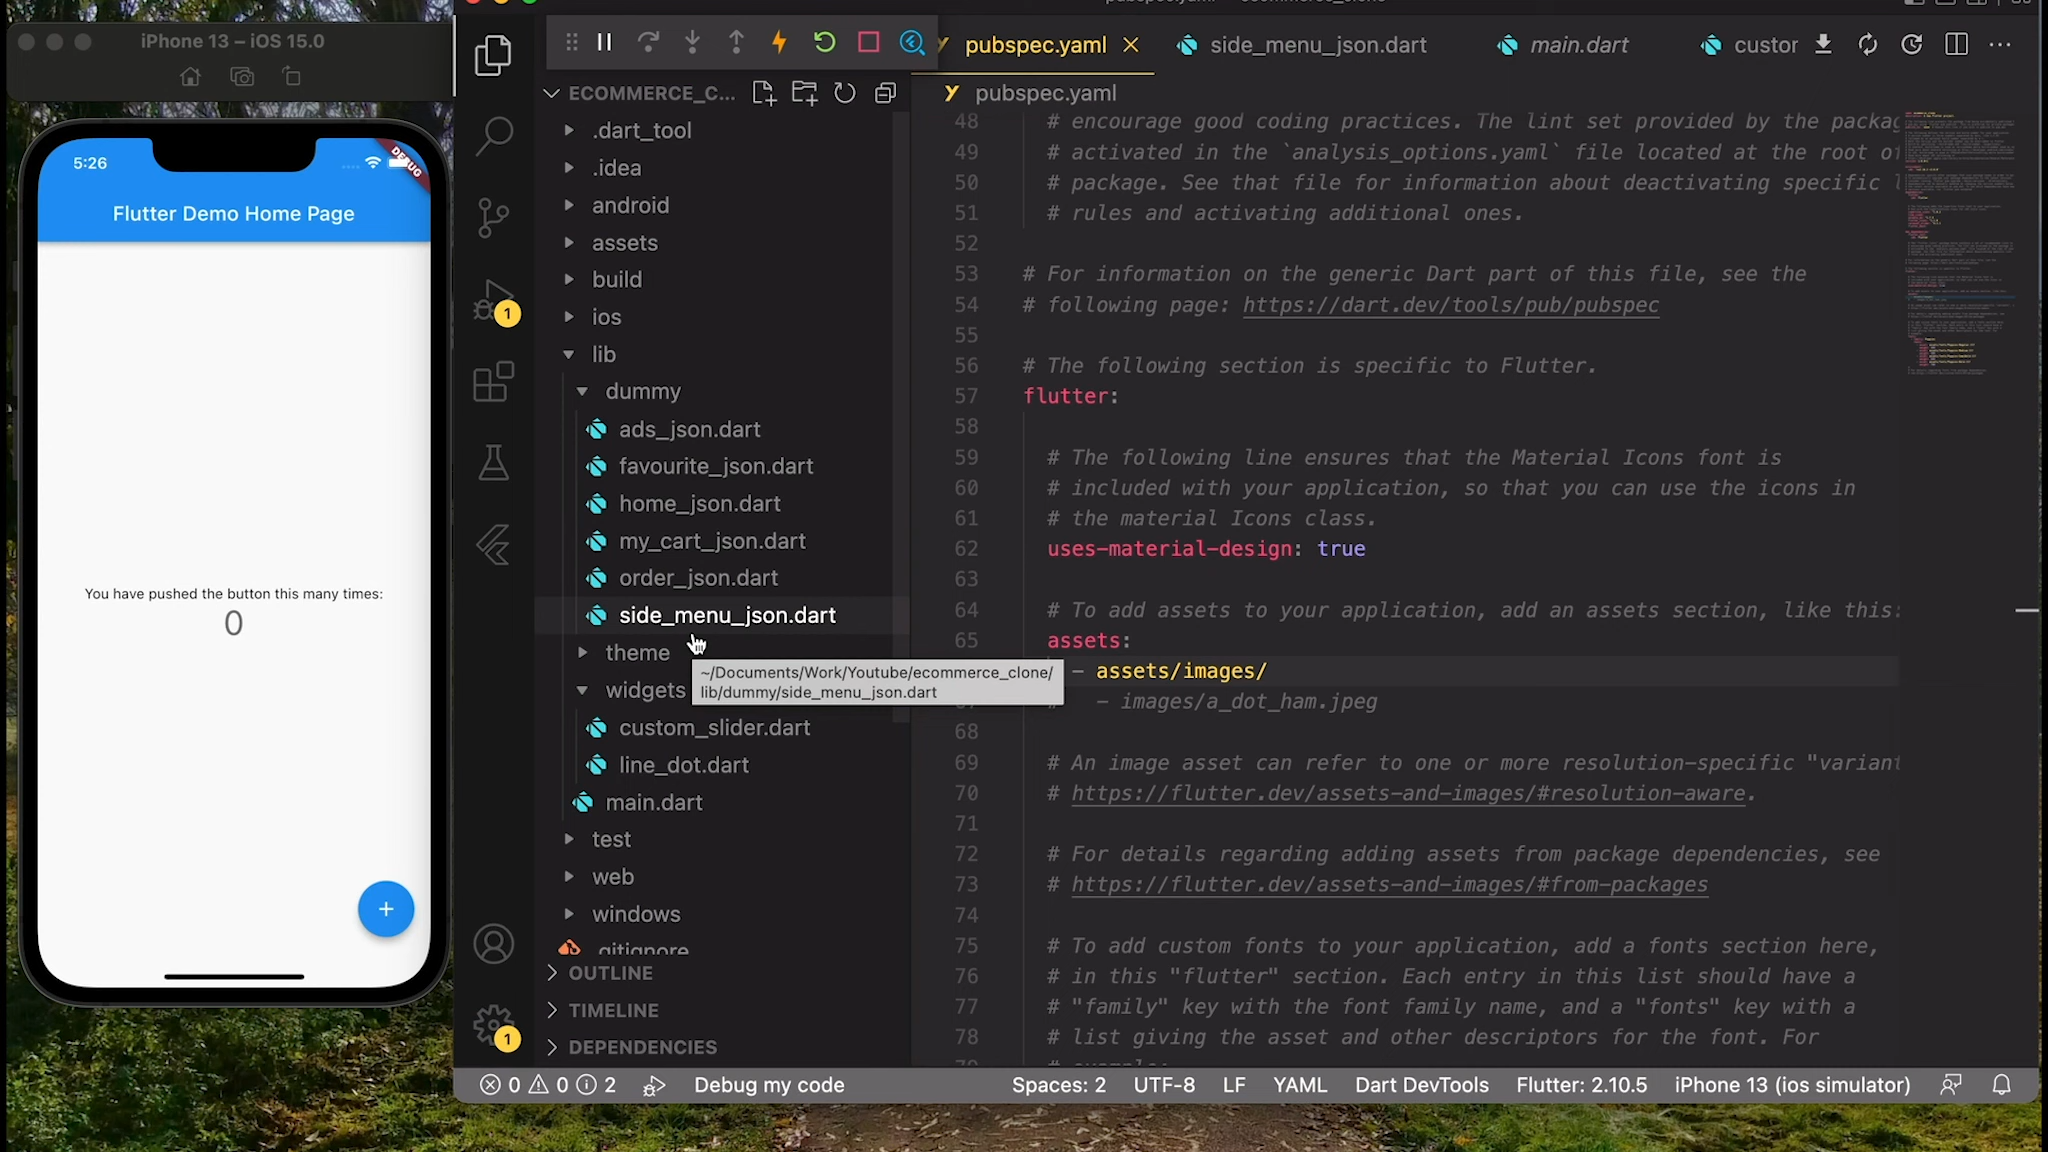 iPhone 13 – iOS 15.0
5:26
DEBUG
Flutter Demo Home Page
You have pushed the button this many times:
0
+
pubspec.yaml
side_menu_json.dart
main.dart
custor
ECOMMERCE_C...
.dart_tool
.idea
android
assets
build
ios
lib
dummy
ads_json.dart
favourite_json.dart
home_json.dart
my_cart_json.dart
order_json.dart
side_menu_json.dart
theme
widgets
custom_slider.dart
line_dot.dart
main.dart
test
web
windows
.gitignore
OUTLINE
TIMELINE
DEPENDENCIES
1
1
~/Documents/Work/Youtube/ecommerce_clone/
lib/dummy/side_menu_json.dart
pubspec.yaml
48 # encourage good coding practices. The lint set provided by the packag
49 # activated in the `analysis_options.yaml` file located at the root of
50 # package. See that file for information about deactivating specific l
51 # rules and activating additional ones.
52
53 # For information on the generic Dart part of this file, see the
54 # following page: https://dart.dev/tools/pub/pubspec
55
56 # The following section is specific to Flutter.
57 flutter:
58
59 # The following line ensures that the Material Icons font is
60 # included with your application, so that you can use the icons in
61 # the material Icons class.
62 uses-material-design: true
63
64 # To add assets to your application, add an assets section, like this:
65 assets:
- assets/images/
- images/a_dot_ham.jpeg
68
69 # An image asset can refer to one or more resolution-specific "variant
70 # https://flutter.dev/assets-and-images/#resolution-aware.
71
72 # For details regarding adding assets from package dependencies, see
73 # https://flutter.dev/assets-and-images/#from-packages
74
75 # To add custom fonts to your application, add a fonts section here,
76 # in this "flutter" section. Each entry in this list should have a
77 # "family" key with the font family name, and a "fonts" key with a
78 # list giving the asset and other descriptors for the font. For
0 0 2 Debug my code Spaces: 2 UTF-8 LF YAML Dart DevTools Flutter: 2.10.5 iPhone 13 (ios simulator)